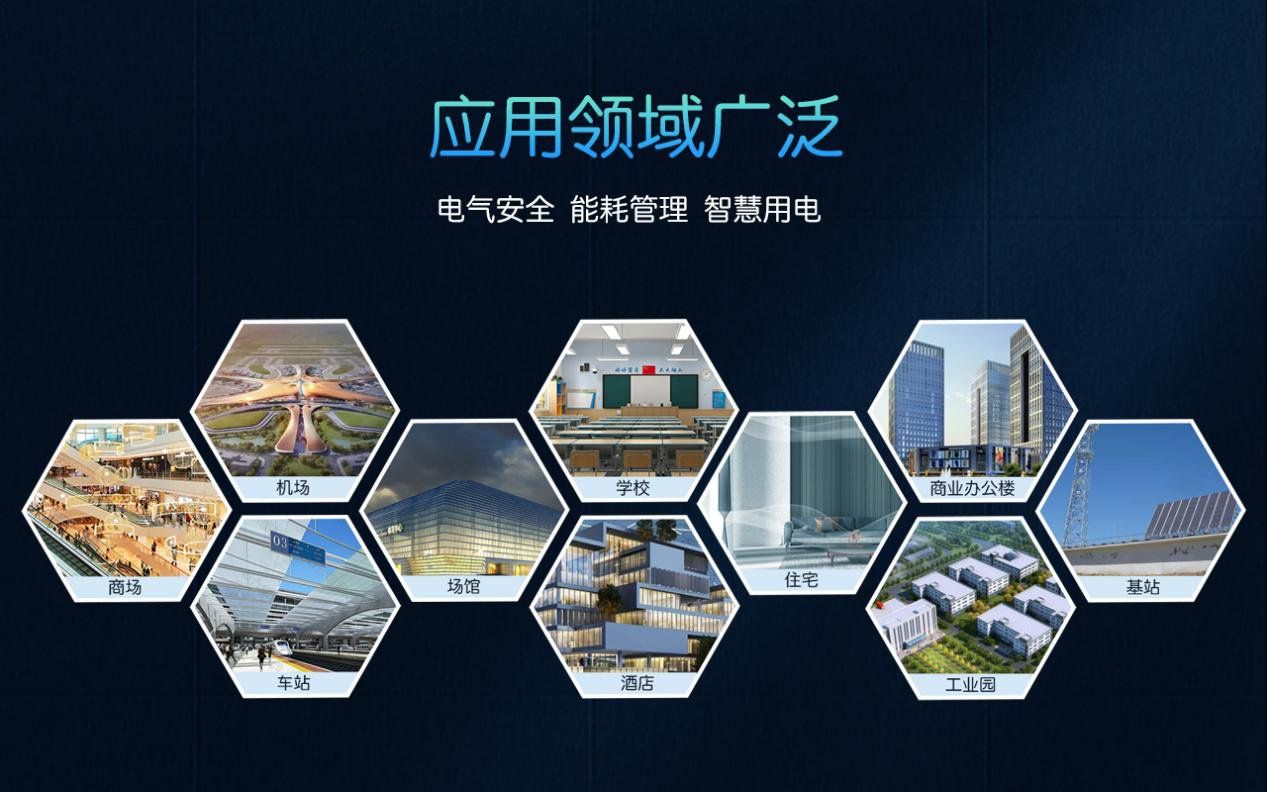 应用领域广泛
电气安全 能耗管理 智慧用电
机场
学校
商业办公楼
商场
场馆
住宅
基站
车站
03
酒店
工业园